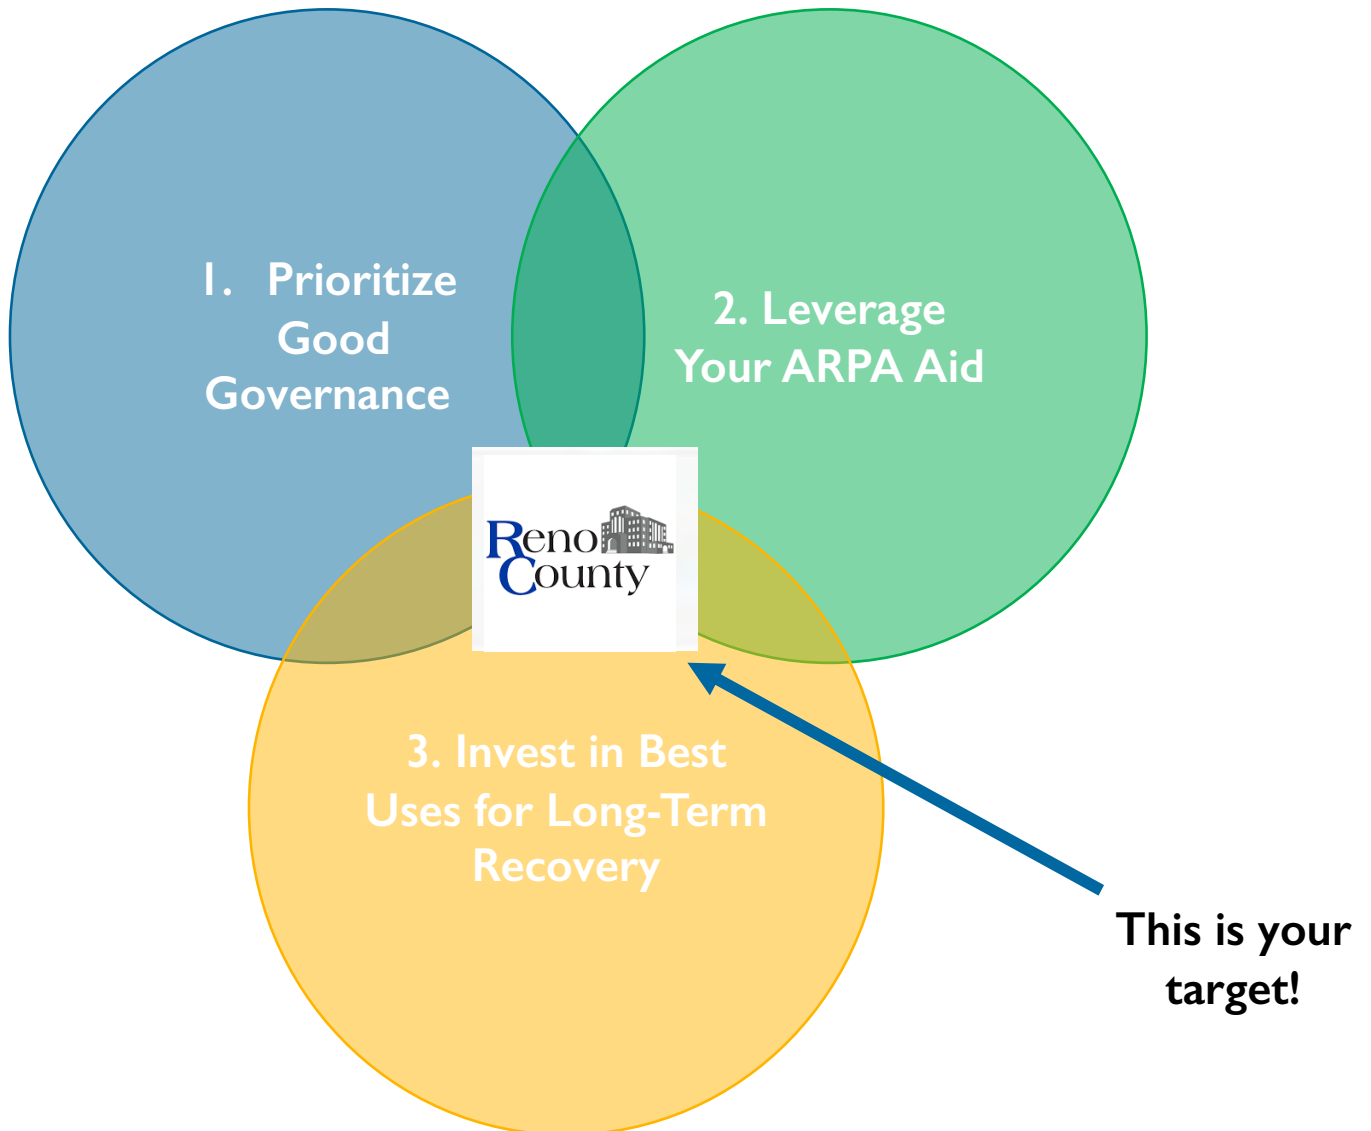 1. Prioritize
Good
Governance
2. Leverage
Your ARPA Aid
Reno
County
3. Invest in Best
Uses for Long-Term
Recovery
This is your
target!